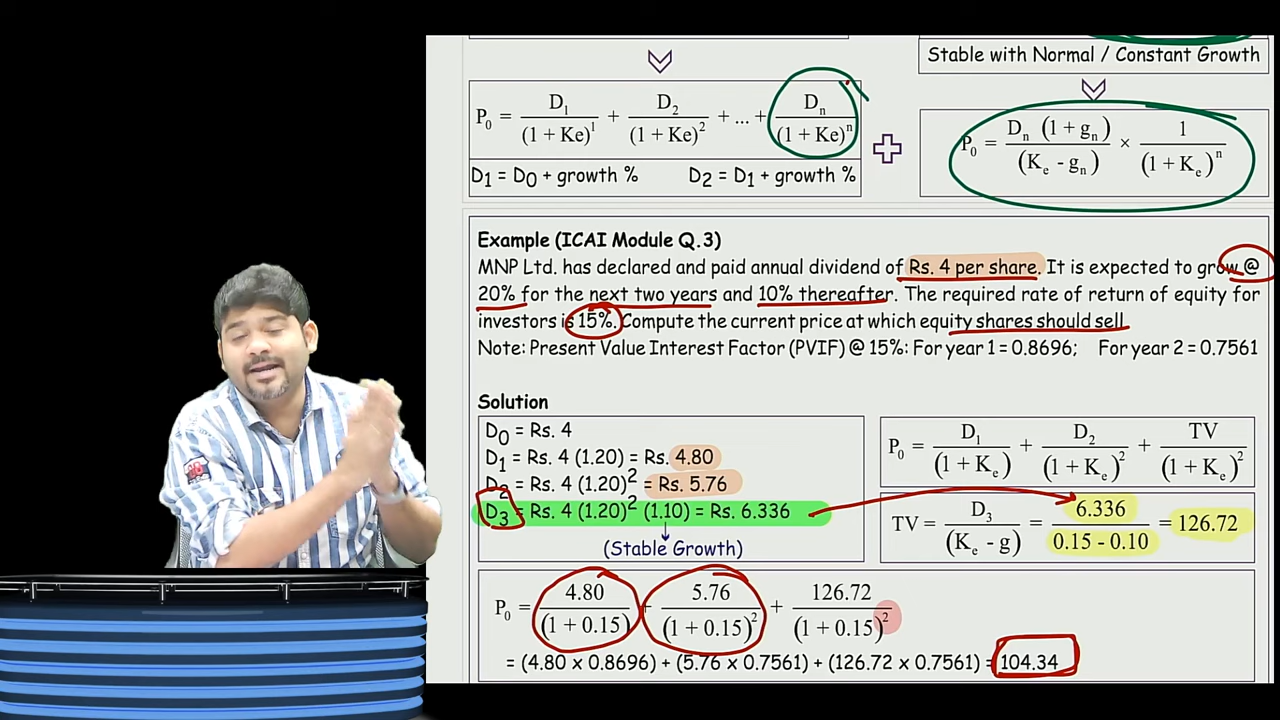 Stable with Normal / Constant Growth
P₀ = D₁/(1 + Ke)¹ + D₂/(1 + Ke)² + ... + Dₙ/(1 + Ke)ⁿ + P₀ = Dₙ (1 + gₙ)/(Kₑ - gₙ) × 1/(1 + Kₑ)ⁿ
D₁ = D₀ + growth % D₂ = D₁ + growth %
Example (ICAI Module Q.3)
MNP Ltd. has declared and paid annual dividend of Rs. 4 per share. It is expected to grow @
20% for the next two years and 10% thereafter. The required rate of return of equity for
investors is 15%. Compute the current price at which equity shares should sell.
Note: Present Value Interest Factor (PVIF) @ 15%: For year 1 = 0.8696; For year 2 = 0.7561
Solution
D₀ = Rs. 4
D₁ = Rs. 4 (1.20) = Rs. 4.80
D₂ = Rs. 4 (1.20)² = Rs. 5.76
D₃ = Rs. 4 (1.20)² (1.10) = Rs. 6.336
(Stable Growth)
P₀ = D₁/(1 + Kₑ) + D₂/(1 + Kₑ)² + TV/(1 + Kₑ)²
TV = D₃/(Kₑ - g) = 6.336/0.15 - 0.10 = 126.72
P₀ = 4.80/(1 + 0.15) + 5.76/(1 + 0.15)² + 126.72/(1 + 0.15)²
= (4.80 x 0.8696) + (5.76 x 0.7561) + (126.72 x 0.7561) = 104.34